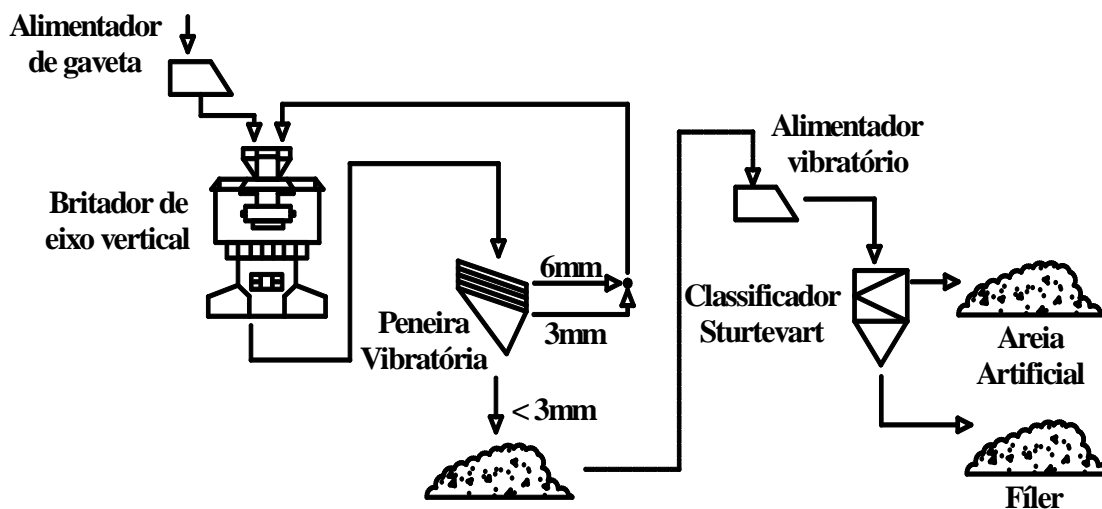 Alimentador
de gaveta
Britador de
eixo vertical
Peneira
Vibratória
6mm
3mm
< 3mm
Alimentador
vibratório
Classificador
Sturtevart
Areia
Artificial
Fíler